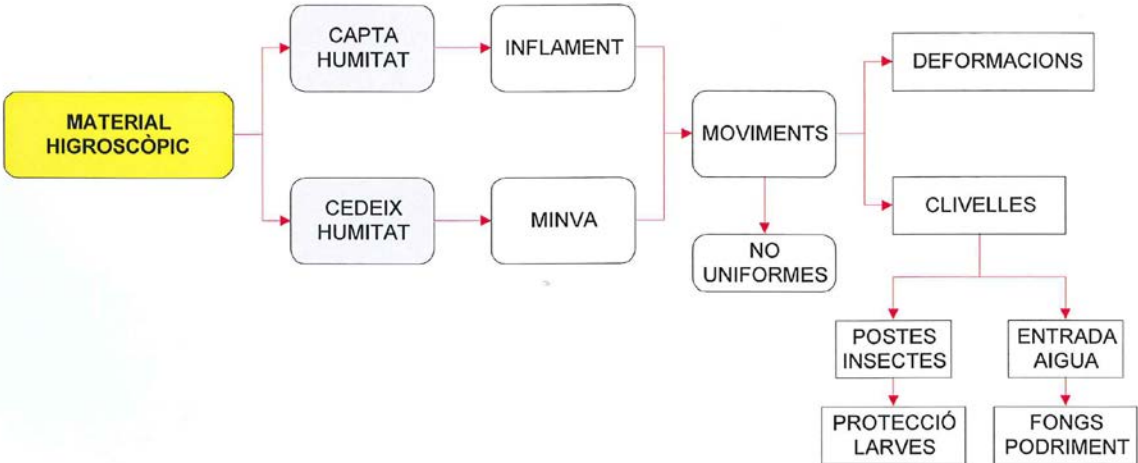 MATERIAL
HIGROSCÒPIC
CAPTA
HUMITAT
INFLAMENT
CEDEIX
HUMITAT
MINVA
MOVIMENTS
NO
UNIFORMES
DEFORMACIONS
CLIVELLES
POSTES
INSECTES
ENTRADA
AIGUA
PROTECCIÓ
LARVES
FONGS
PODRIMENT